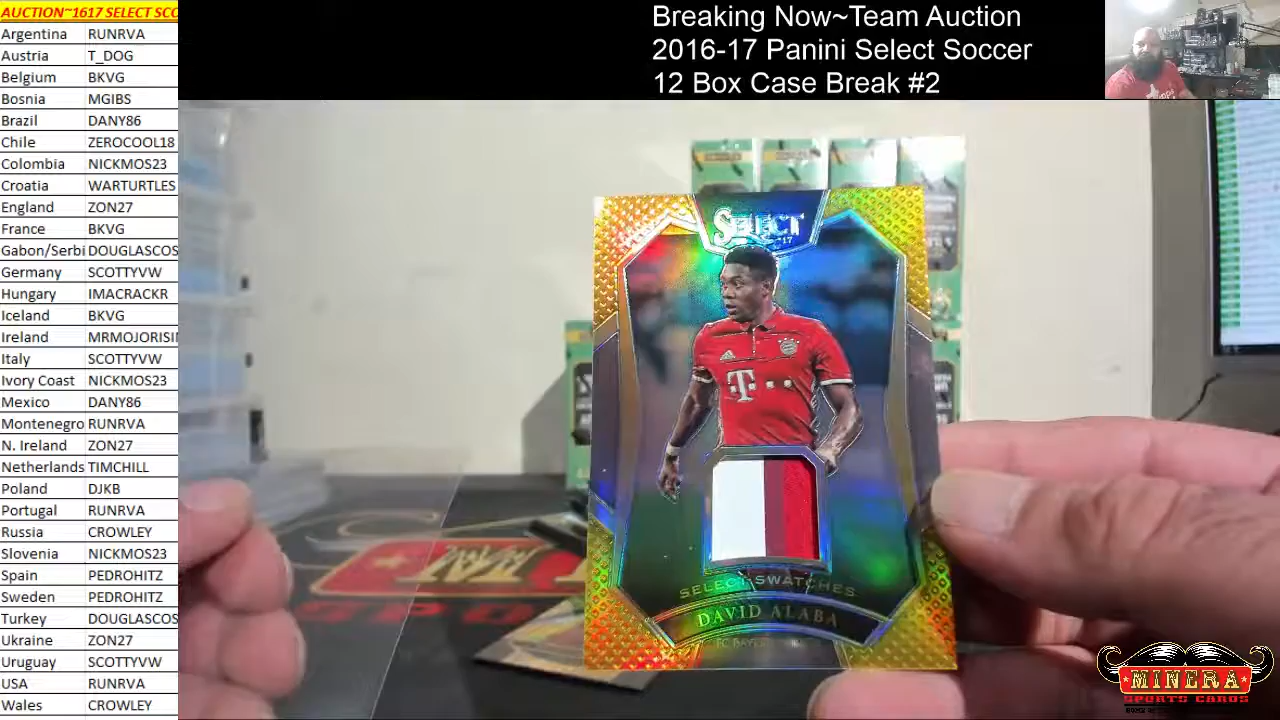 AUCTION~1617 SELECT SCO
Argentina RUNRVA
Austria T_DOG
Belgium BKVG
Bosnia MGIBS
Brazil DANY86
Chile ZEROCOOL18
Colombia NICKMOS23
Croatia WARTURTLES
England ZON27
France BKVG
Gabon/Serbi DOUGLASCOS
Germany SCOTTYVW
Hungary IMACRACKR
Iceland BKVG
Ireland MRMOJORISI
Italy SCOTTYVW
Ivory Coast NICKMOS23
Mexico DANY86
Montenegro RUNRVA
N. Ireland ZON27
Netherlands TIMCHILL
Poland DJKB
Portugal RUNRVA
Russia CROWLEY
Slovenia NICKMOS23
Spain PEDROHITZ
Sweden PEDROHITZ
Turkey DOUGLASCOS
Ukraine ZON27
Uruguay SCOTTYVW
USA RUNRVA
Wales CROWLEY
Breaking Now~Team Auction
2016-17 Panini Select Soccer
12 Box Case Break #2
SELECT
T
SELECT SWATCHES
DAVID ALABA
MINERA
SPORTS CARDS